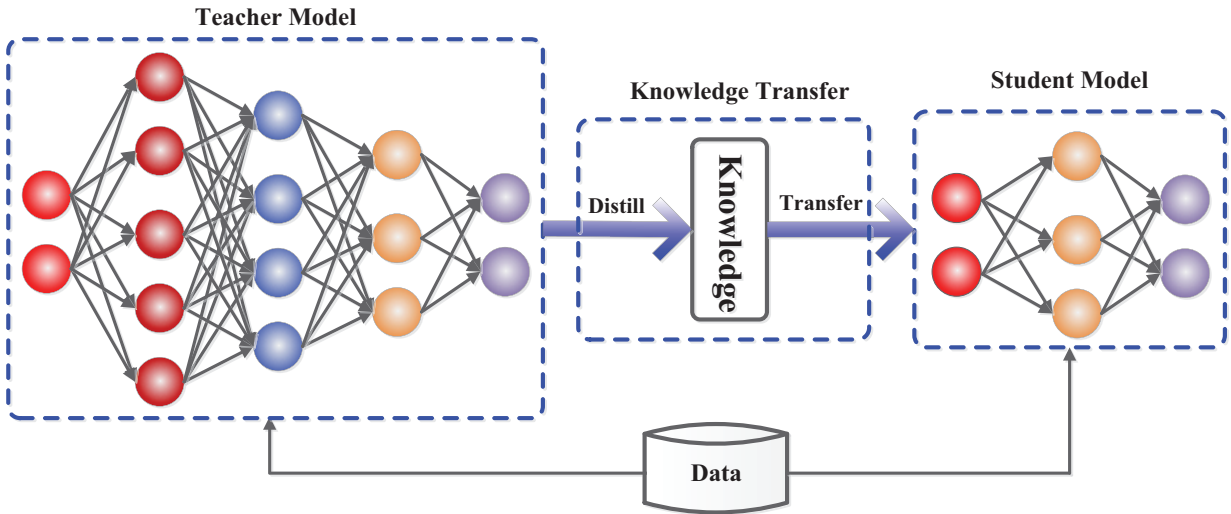 Teacher Model
Knowledge Transfer
Student Model
Distill
Knowledge
Transfer
Data